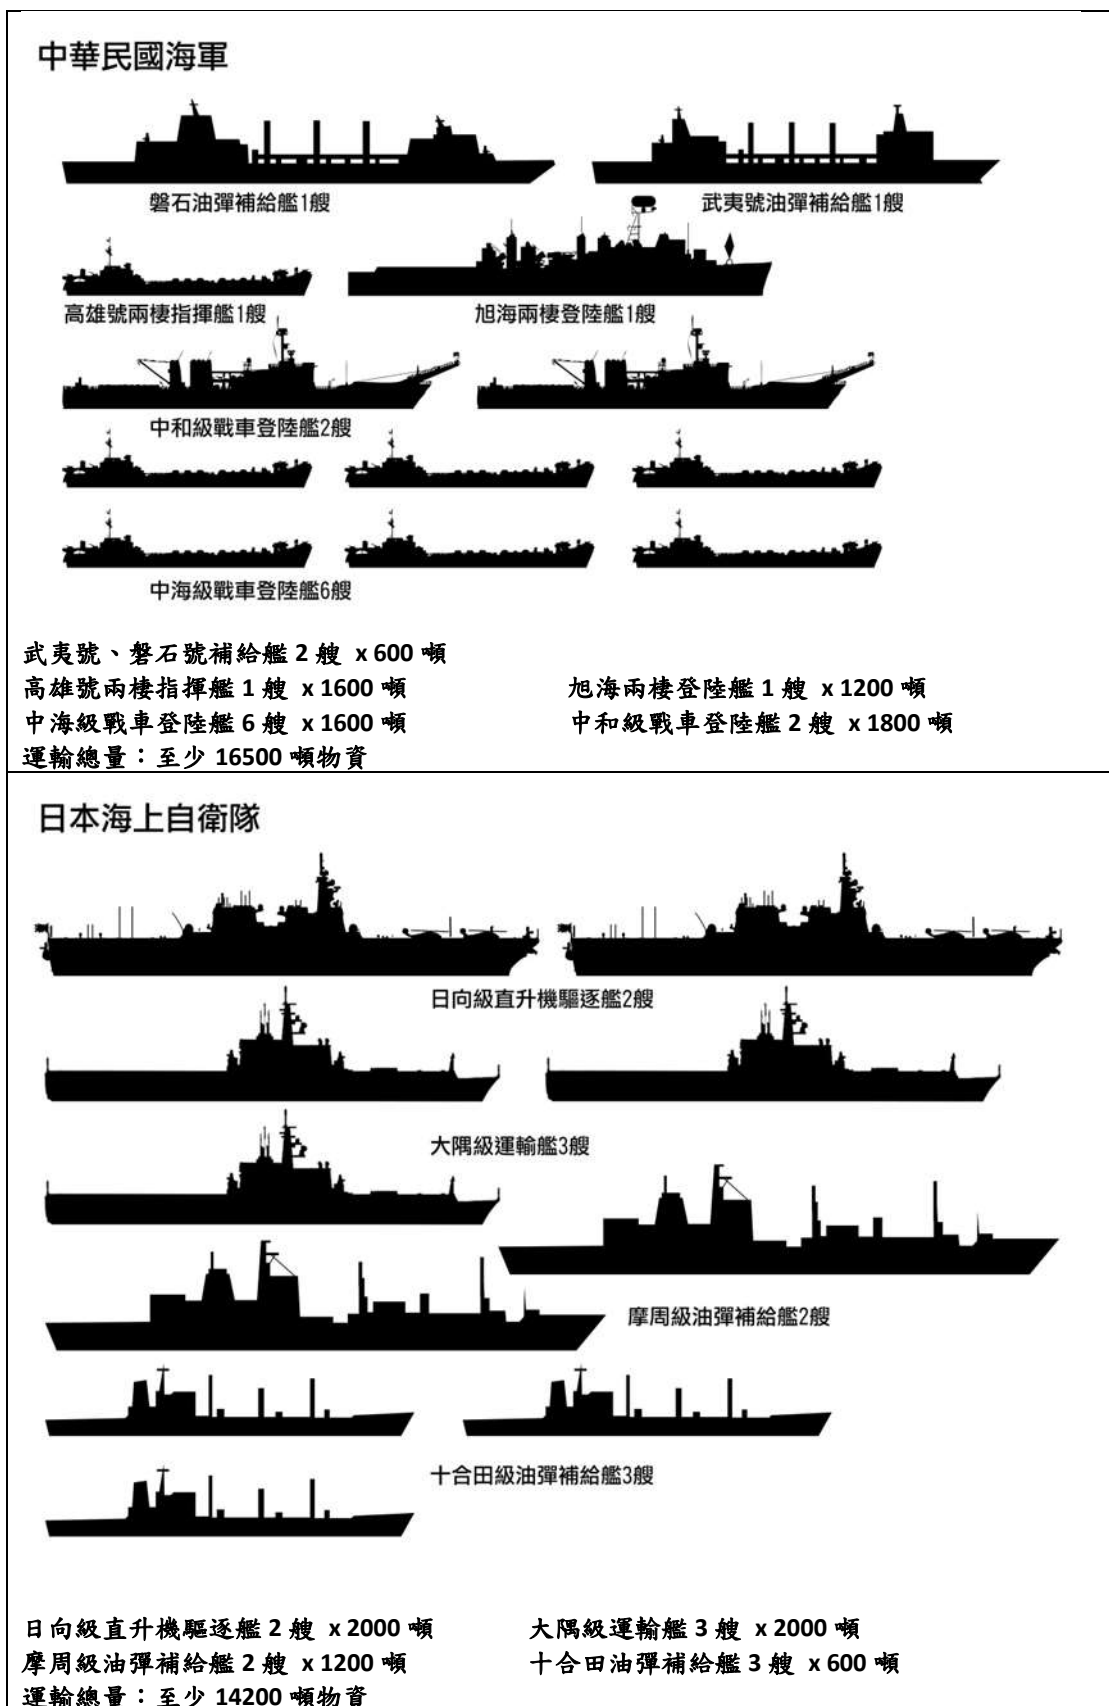 中華民國海軍
磐石油彈補給艦1艘
武夷號油彈補給艦1艘
高雄號兩棲指揮艦1艘
旭海兩棲登陸艦1艘
中和級戰車登陸艦2艘
中海級戰車登陸艦6艘
武夷號、磐石號補給艦 2 艘 x 600 噸
高雄號兩棲指揮艦 1 艘 x 1600 噸
旭海兩棲登陸艦 1 艘 x 1200 噸
中海級戰車登陸艦 6 艘 x 1600 噸
中和級戰車登陸艦 2 艘 x 1800 噸
運輸總量：至少 16500 噸物資
日本海上自衛隊
日向級直升機驅逐艦2艘
大隅級運輸艦3艘
摩周級油彈補給艦2艘
十合田級油彈補給艦3艘
日向級直升機驅逐艦 2 艘 x 2000 噸
大隅級運輸艦 3 艘 x 2000 噸
摩周級油彈補給艦 2 艘 x 1200 噸
十合田油彈補給艦 3 艘 x 600 噸
運輸總量：至少 14200 噸物資